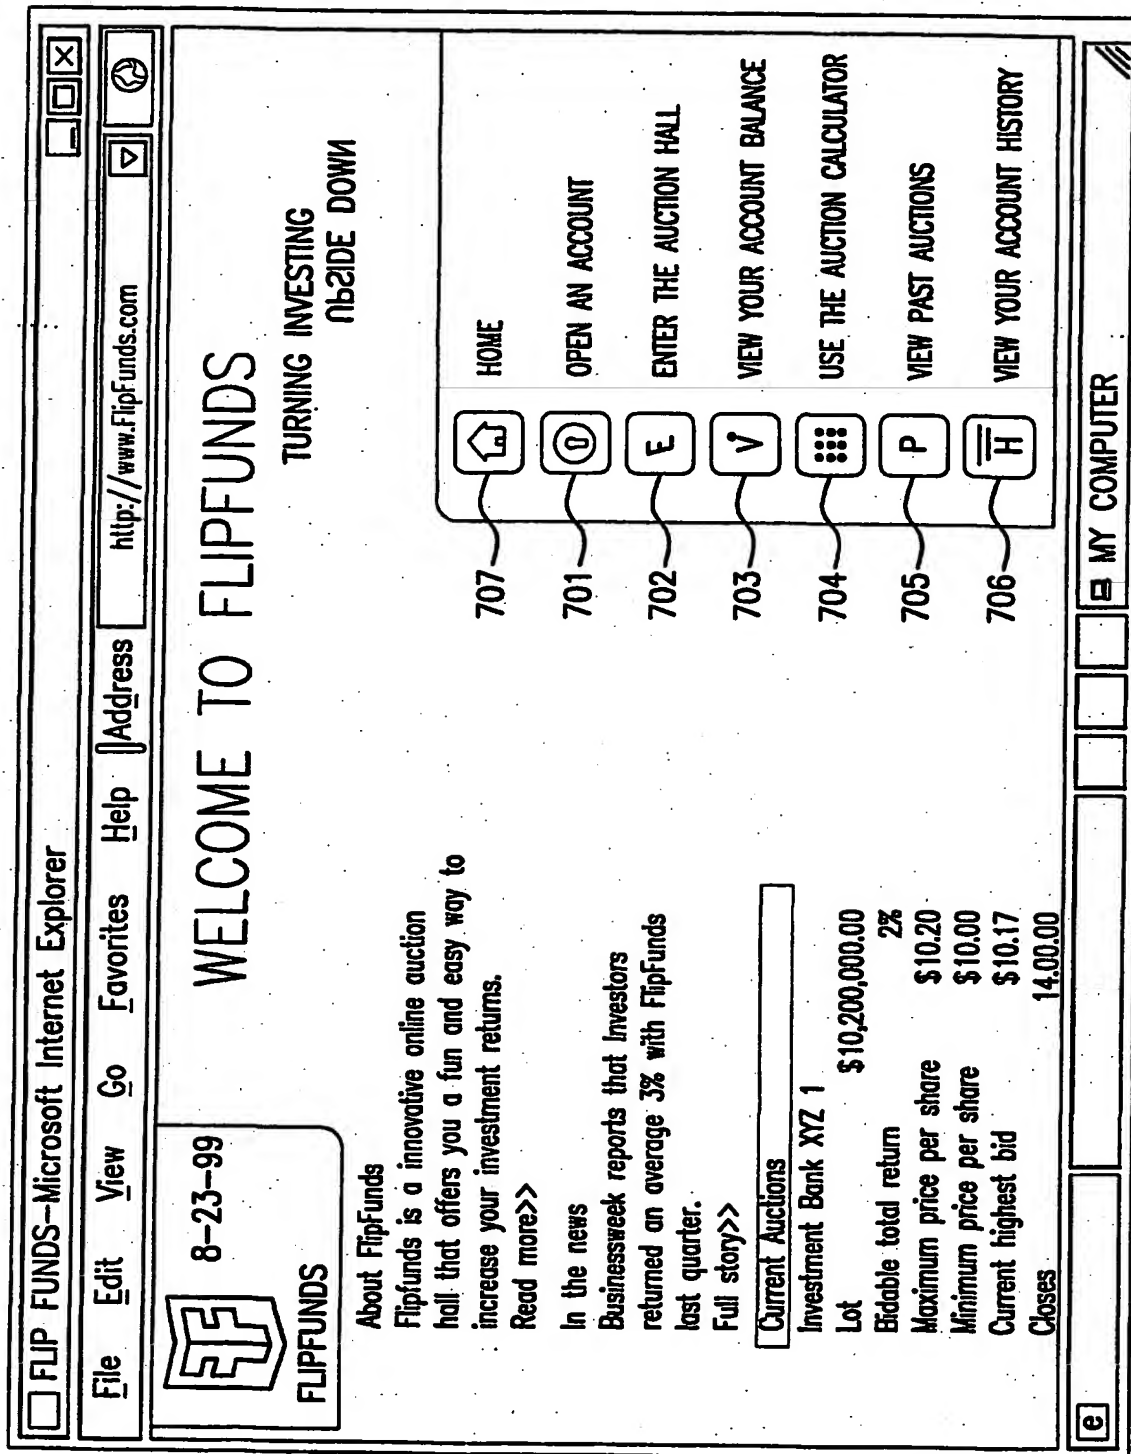 FLIP FUNDS--Microsoft Internet Explorer
File Edit View Go Favorites Help Address http://www.FlipFunds.com
FLIPFUNDS
8-23-99
WELCOME TO FLIPFUNDS
TURNING INVESTING
UPSIDE DOWN
About FlipFunds
Flipfunds is a innovative online auction
hall that offers you a fun and easy way to
increase your investment returns.
Read more>>
In the news
Businessweek reports that Investors
returned an average 3% with FlipFunds
last quarter.
Full story>>
Current Auctions
Investment Bank XYZ 1
Lot $10,200,000.00
Bidable total return 2%
Maximum price per share $10.20
Minimum price per share $10.00
Current highest bid $10.17
Closes 14.00.00
707 HOME
701 OPEN AN ACCOUNT
702 E ENTER THE AUCTION HALL
703 V VIEW YOUR ACCOUNT BALANCE
704 USE THE AUCTION CALCULATOR
705 P VIEW PAST AUCTIONS
706 H VIEW YOUR ACCOUNT HISTORY
e MY COMPUTER